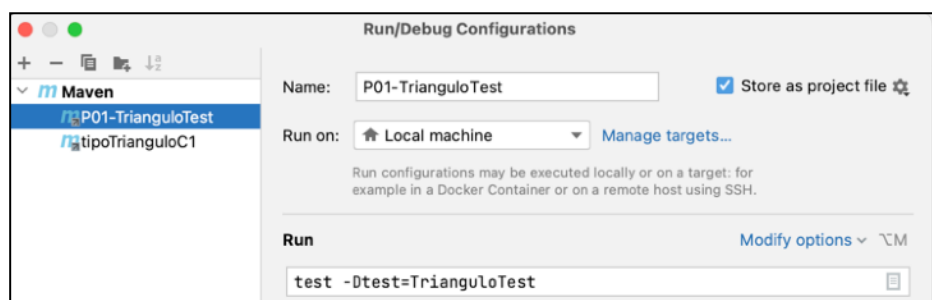 Run/Debug Configurations
Maven
P01-TrianguloTest
tipoTrianguloC1
Name: P01-TrianguloTest Store as project file
Run on: Local machine Manage targets...
Run configurations may be executed locally or on a target: for
example in a Docker Container or on a remote host using SSH.
Run Modify options ⌥M
test -Dtest=TrianguloTest